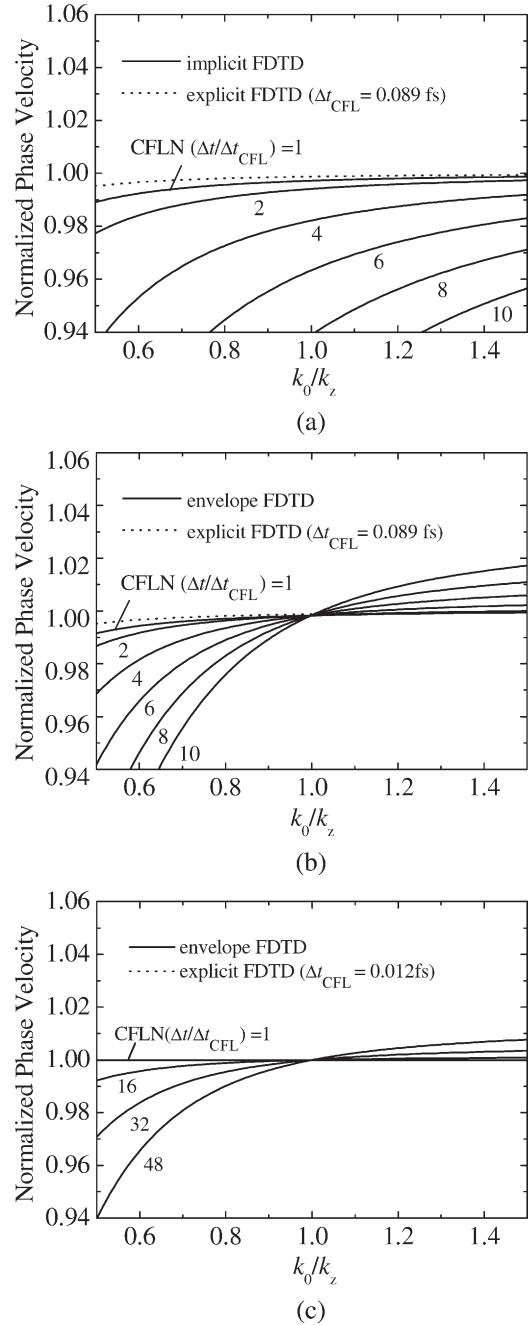 1.06
1.04
1.02
1.00
0.98
0.96
0.94
Normalized Phase Velocity
implicit FDTD
explicit FDTD (Δt_CFL = 0.089 fs)
CFLN (Δt/Δt_CFL) =1
2
4
6
8
10
0.6 0.8 1.0 1.2 1.4
k_0/k_z
(a)
1.06
1.04
1.02
1.00
0.98
0.96
0.94
Normalized Phase Velocity
envelope FDTD
explicit FDTD (Δt_CFL = 0.089 fs)
CFLN (Δt/Δt_CFL) =1
2
4
6
8
10
0.6 0.8 1.0 1.2 1.4
k_0/k_z
(b)
1.06
1.04
1.02
1.00
0.98
0.96
0.94
Normalized Phase Velocity
envelope FDTD
explicit FDTD (Δt_CFL = 0.012fs)
CFLN(Δt/Δt_CFL) =1
16
32
48
0.6 0.8 1.0 1.2 1.4
k_0/k_z
(c)